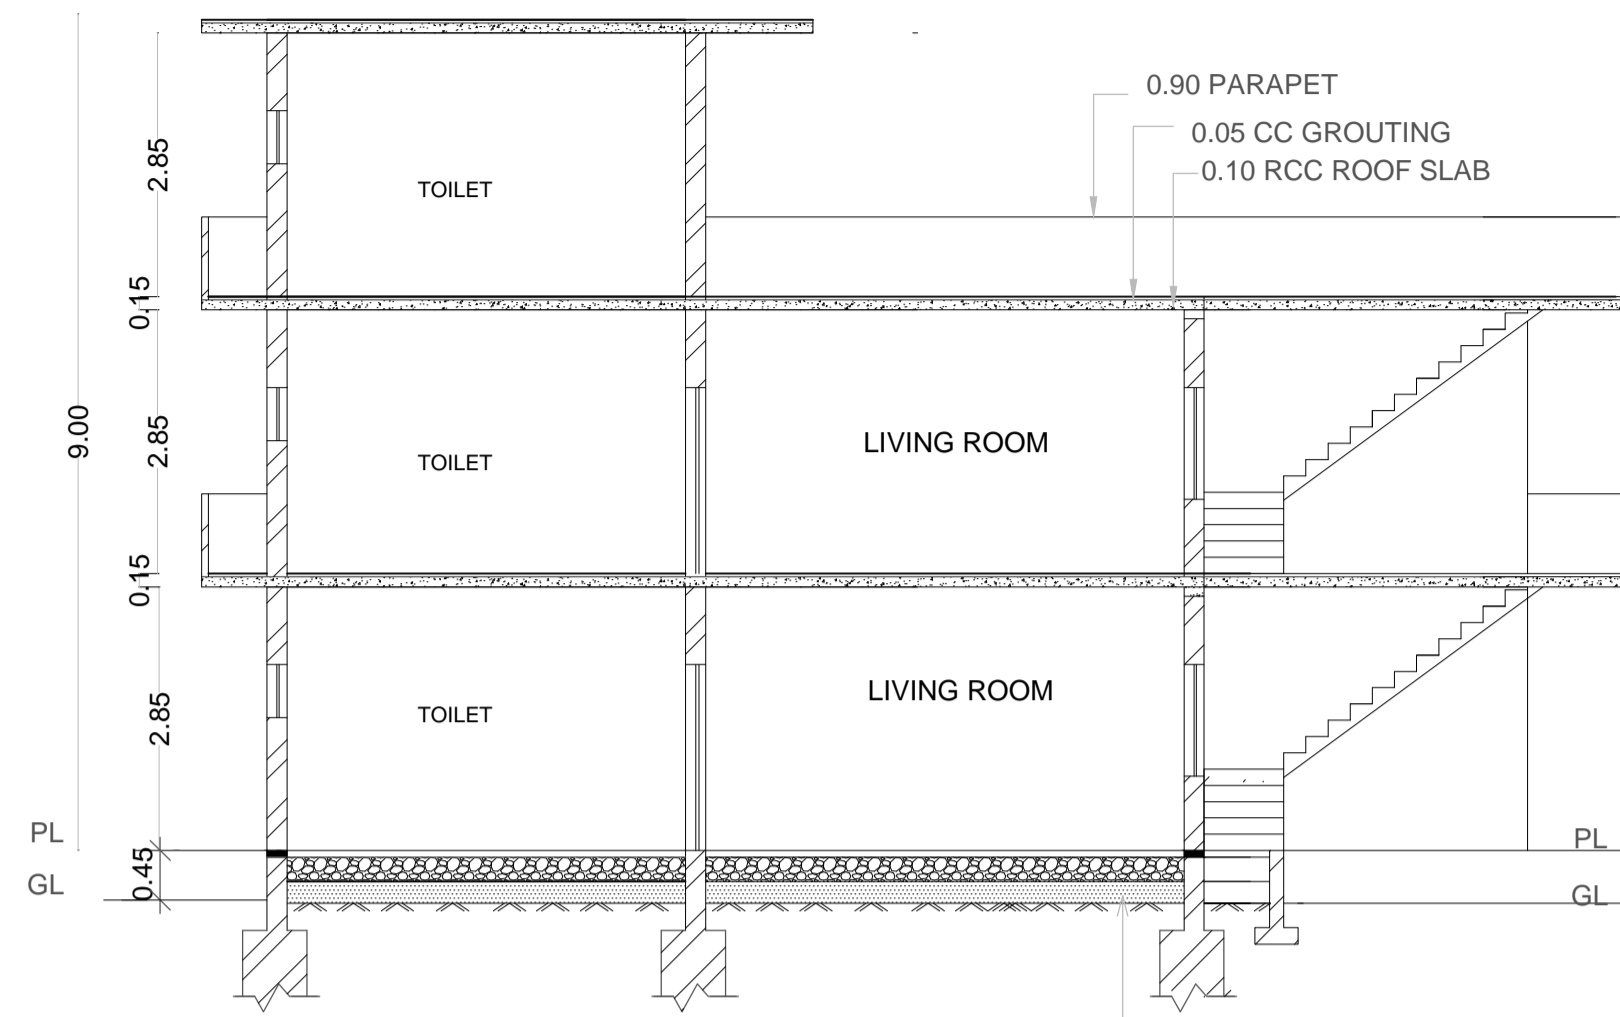 0.90 PARAPET
0.05 CC GROUTING
0.10 RCC ROOF SLAB
2.85
TOILET
0.15
9.00
2.85
TOILET
LIVING ROOM
0.15
2.85
TOILET
LIVING ROOM
PL
PL
0.45
GL
GL